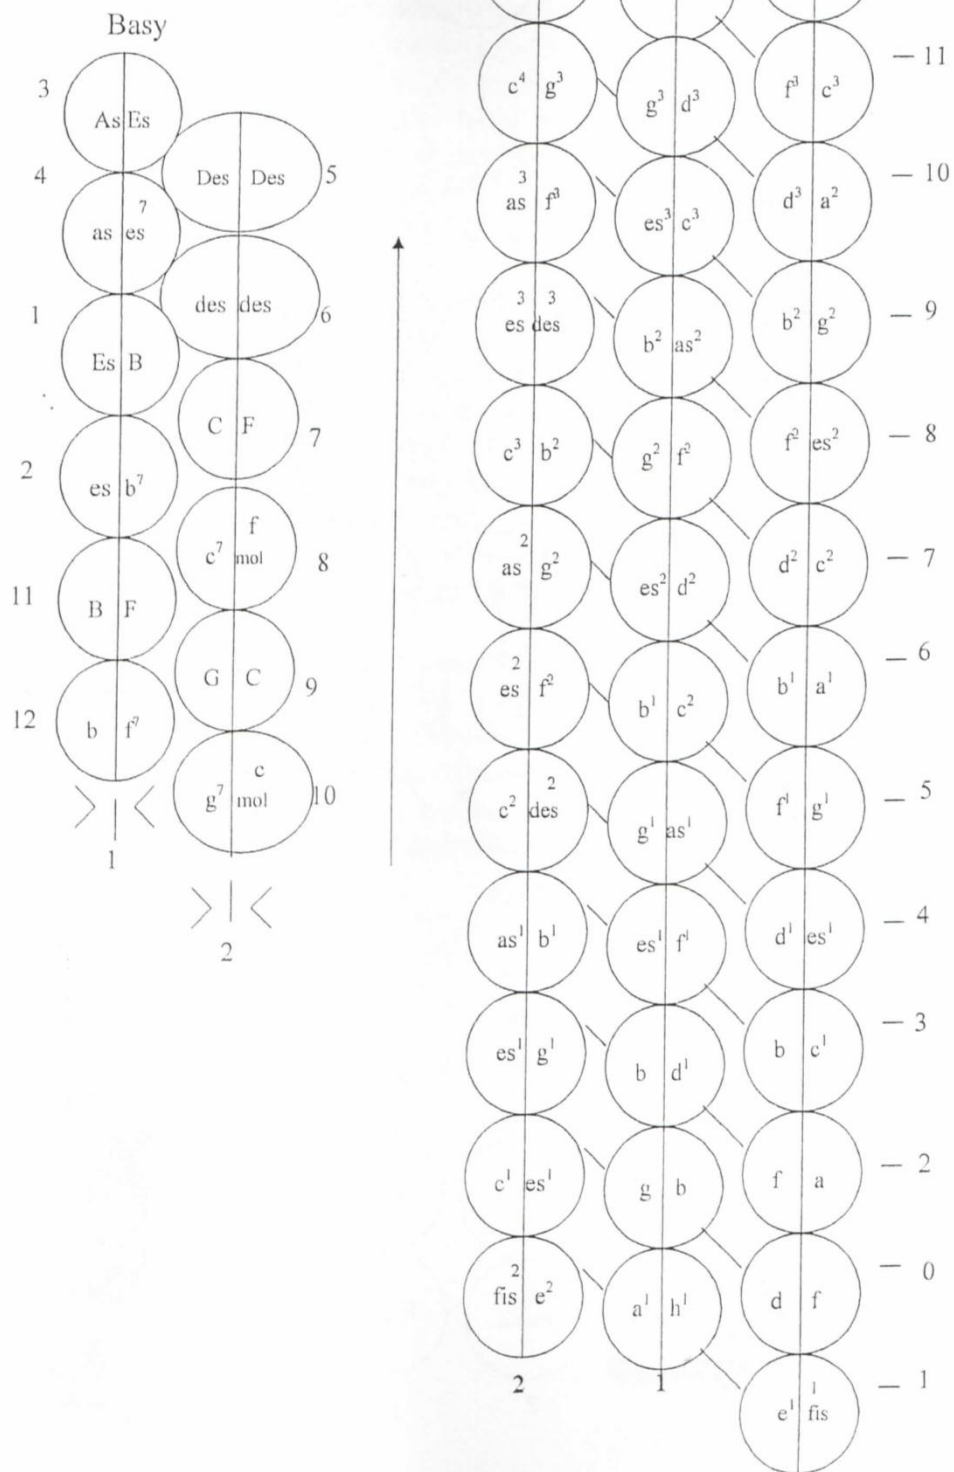 Basy
3
As Es
4
Des Des 5
as es⁷
des des 6
1
Es B
C F 7
2
es b⁷
c⁷ f mol 8
11
B F
G C 9
12
b f⁷
g⁷ c mol 10
1
2
c⁴ g³
as³ f³
es³ des³
c³ b²
as² g²
es² f²
c² des²
as¹ b¹
es¹ g¹
c¹ es¹
fis² e²
2
g³ d³
es³ c³
b² as²
g² f²
es² d²
b¹ c²
g¹ as¹
es¹ f¹
b d¹
g b
a¹ h¹
1
f³ c³
d³ a²
b² g²
f² es²
d² c²
b¹ a¹
f¹ g¹
d¹ es¹
b c¹
f a
d f
e¹ fis¹
– 11
– 10
– 9
– 8
– 7
– 6
– 5
– 4
– 3
– 2
– 0
– 1